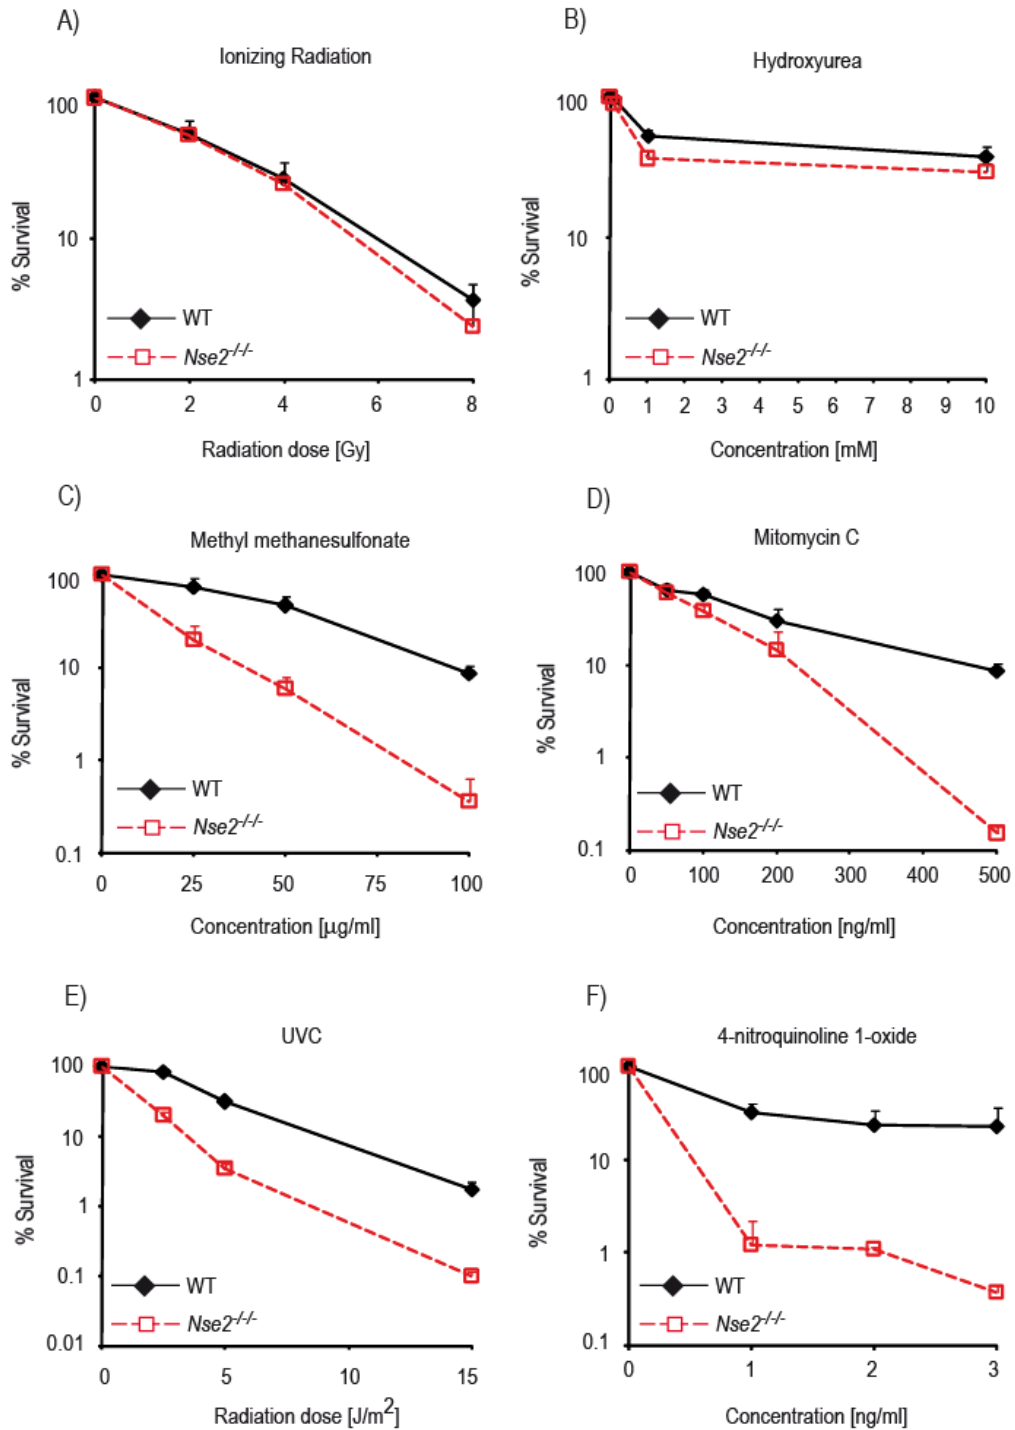 A)
Ionizing Radiation
100
10
1
% Survival
WT
Nse2-/-/-
0 2 4 6 8
Radiation dose [Gy]
B)
Hydroxyurea
100
10
1
% Survival
WT
Nse2-/-/-
0 1 2 3 4 5 6 7 8 9 10
Concentration [mM]
C)
Methyl methanesulfonate
100
10
1
0.1
% Survival
WT
Nse2-/-/-
0 25 50 75 100
Concentration [µg/ml]
D)
Mitomycin C
100
10
1
0.1
% Survival
WT
Nse2-/-/-
0 100 200 300 400 500
Concentration [ng/ml]
E)
UVC
100
10
1
0.1
0.01
% Survival
WT
Nse2-/-/-
0 5 10 15
Radiation dose [J/m2]
F)
4-nitroquinoline 1-oxide
100
10
1
0.1
% Survival
WT
Nse2-/-/-
0 1 2 3
Concentration [ng/ml]